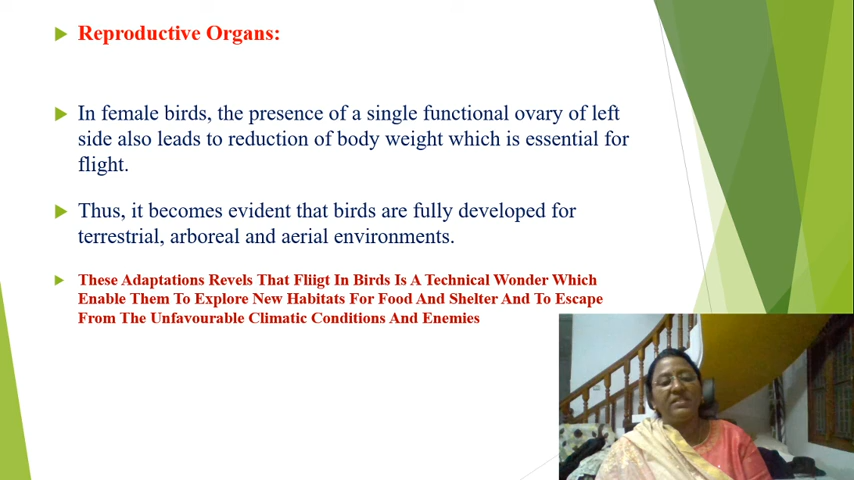 Reproductive Organs:
In female birds, the presence of a single functional ovary of left
side also leads to reduction of body weight which is essential for
flight.
Thus, it becomes evident that birds are fully developed for
terrestrial, arboreal and aerial environments.
These Adaptations Revels That Fliigt In Birds Is A Technical Wonder Which
Enable Them To Explore New Habitats For Food And Shelter And To Escape
From The Unfavourable Climatic Conditions And Enemies